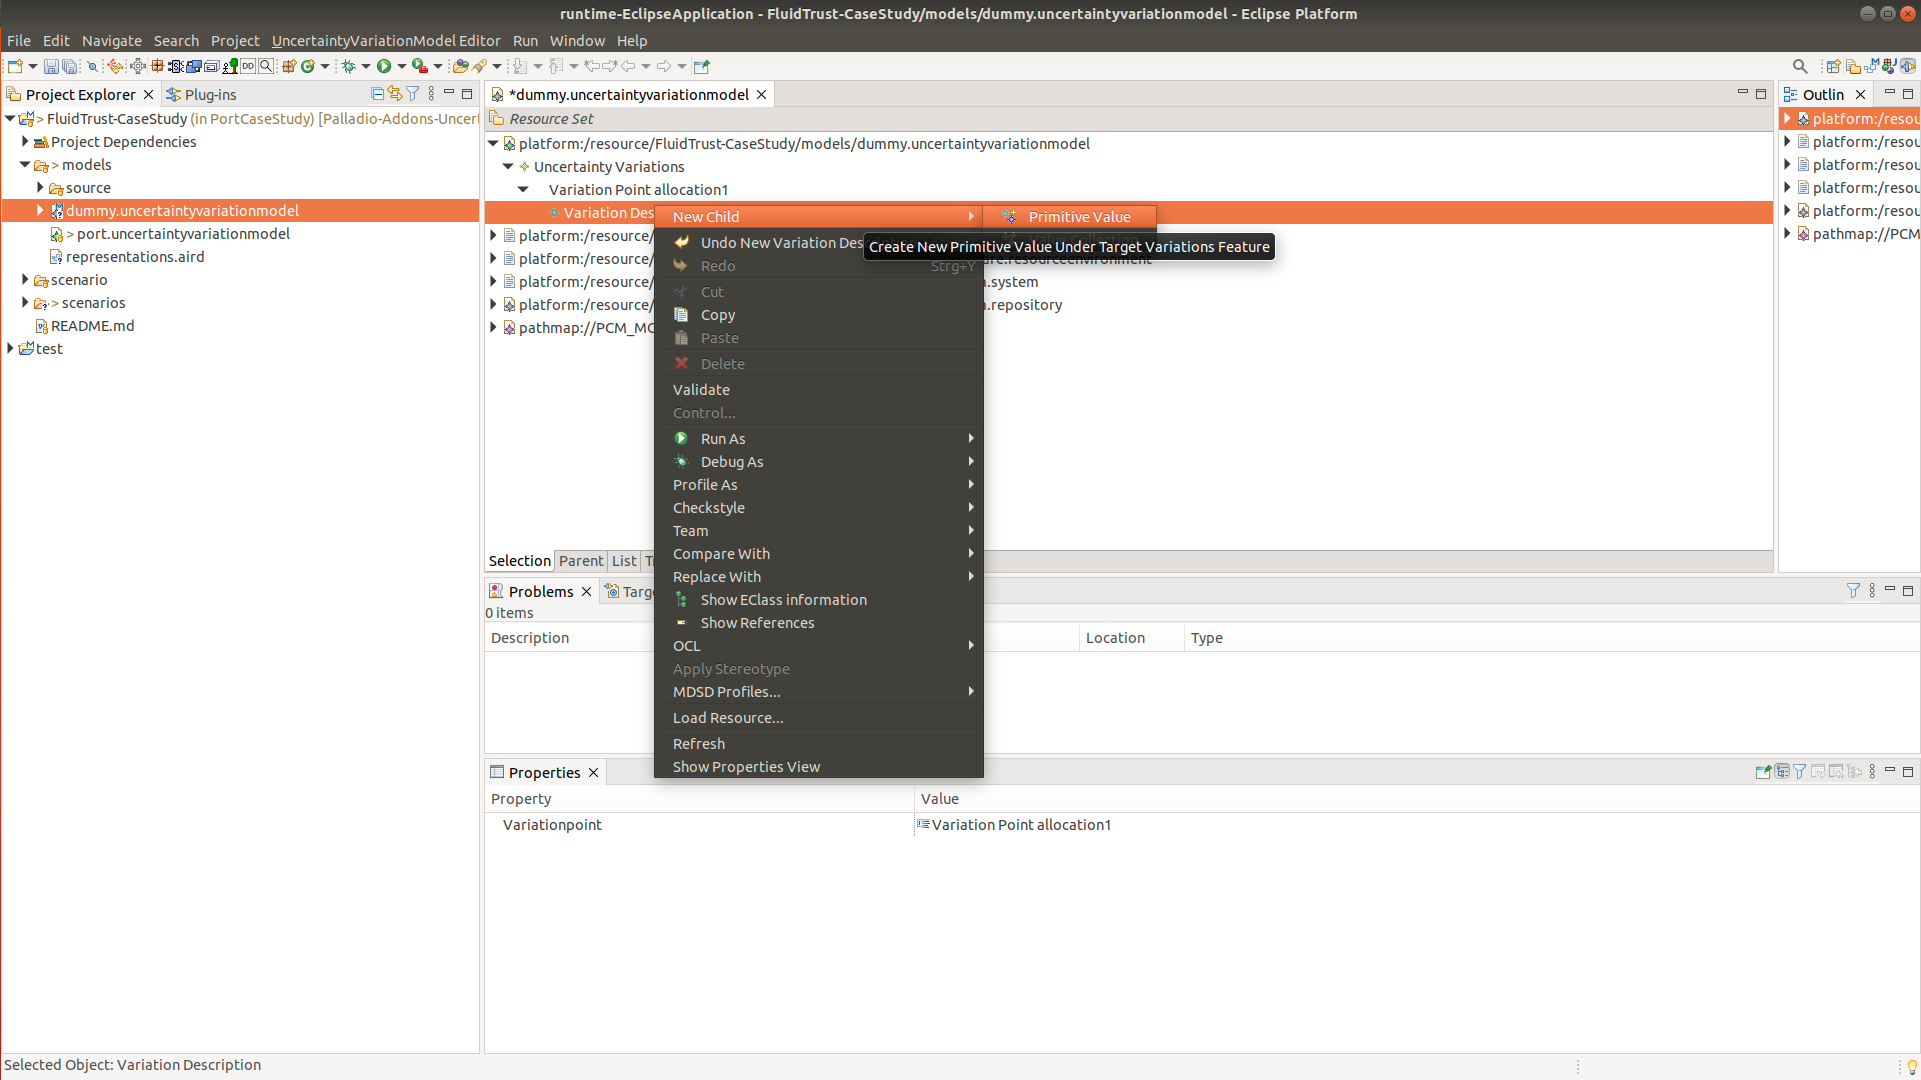 runtime-EclipseApplication - FluidTrust-CaseStudy/models/dummy.uncertaintyvariationmodel - Eclipse Platform
File Edit Navigate Search Project UncertaintyVariationModel Editor Run Window Help
Project Explorer Plug-ins
> FluidTrust-CaseStudy (in PortCaseStudy) [Palladio-Addons-Uncert
Project Dependencies
> models
source
dummy.uncertaintyvariationmodel
> port.uncertaintyvariationmodel
representations.aird
scenario
> scenarios
README.md
test
*dummy.uncertaintyvariationmodel
Resource Set
platform:/resource/FluidTrust-CaseStudy/models/dummy.uncertaintyvariationmodel
Uncertainty Variations
Variation Point allocation1
Variation Des
platform:/resource/
platform:/resource/ are.resourceenvironment
platform:/resource/ .system
platform:/resource/ .repository
pathmap://PCM_MO
New Child
Undo New Variation Des
Redo Strg+Y
Cut
Copy
Paste
Delete
Validate
Control...
Run As
Debug As
Profile As
Checkstyle
Team
Compare With
Replace With
Show EClass information
Show References
OCL
Apply Stereotype
MDSD Profiles...
Load Resource...
Refresh
Show Properties View
Primitive Value
Create New Primitive Value Under Target Variations Feature
Selection Parent List
Outlin
platform:/resou
platform:/resou
platform:/resou
platform:/resou
platform:/resou
pathmap://PCM
Problems Targe
0 items
Description Location Type
Properties
Property Value
Variationpoint Variation Point allocation1
Selected Object: Variation Description